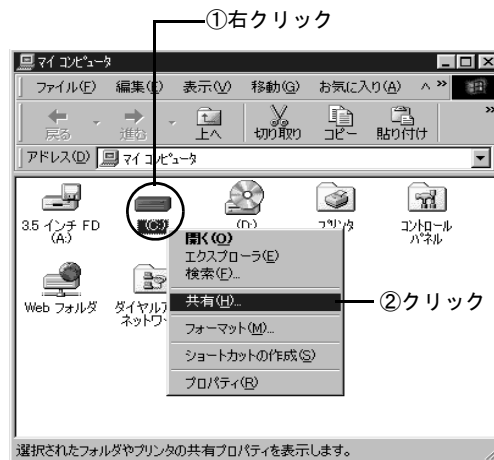 ①右クリック
マイ コンピュータ
ファイル(F) 編集(E) 表示(V) 移動(G) お気に入り(A) ヘ »
戻る 進む 上へ 切り取り コピー 貼り付け »
アドレス(D) マイ コンピュータ
3.5 インチ FD (A:)
(C:)
(D:)
プリンタ
コントロール パネル
Web フォルダ
ダイヤルア
ネットワー
開く(O)
エクスプローラ(E)
検索(F)...
共有(H)...
②クリック
フォーマット(M)...
ショートカットの作成(S)
プロパティ(R)
選択されたフォルダやプリンタの共有プロパティを表示します。